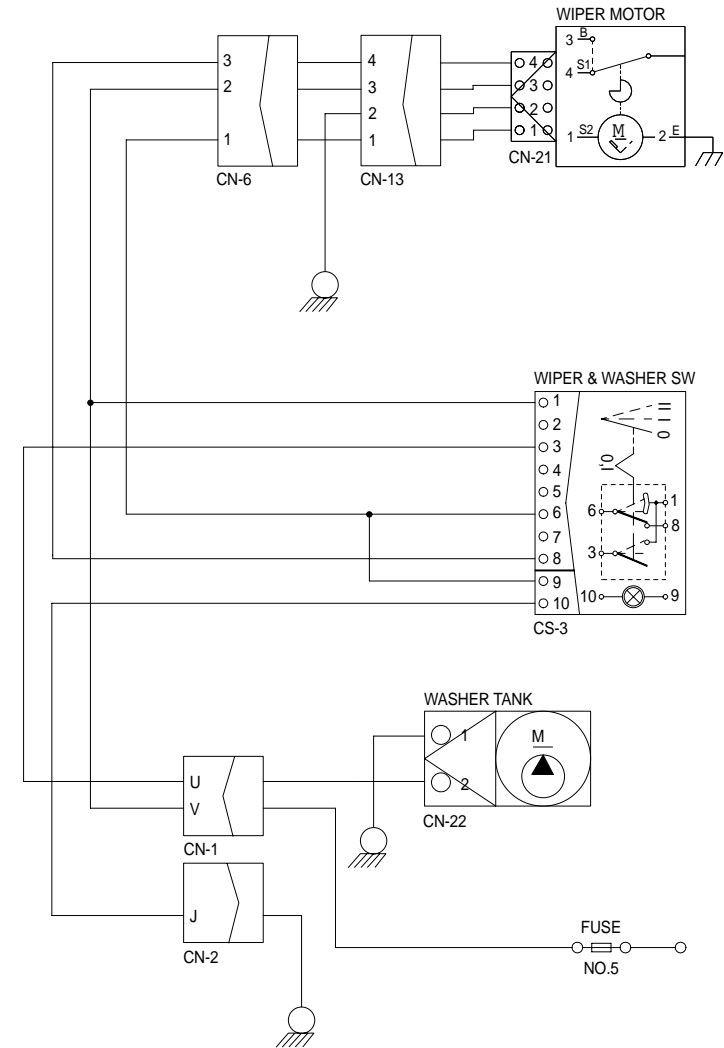 WIPER MOTOR
3 B
4 S1
1 S2
M
2 E
3
2
1
CN-6
4
3
2
1
CN-13
4
3
2
1
CN-21
WIPER & WASHER SW
1
2
3
4
5
6
7
8
9
10
0 I II
0,I
6
1
8
3
10
9
CS-3
WASHER TANK
1
2
M
CN-22
U
V
CN-1
J
CN-2
FUSE
NO.5